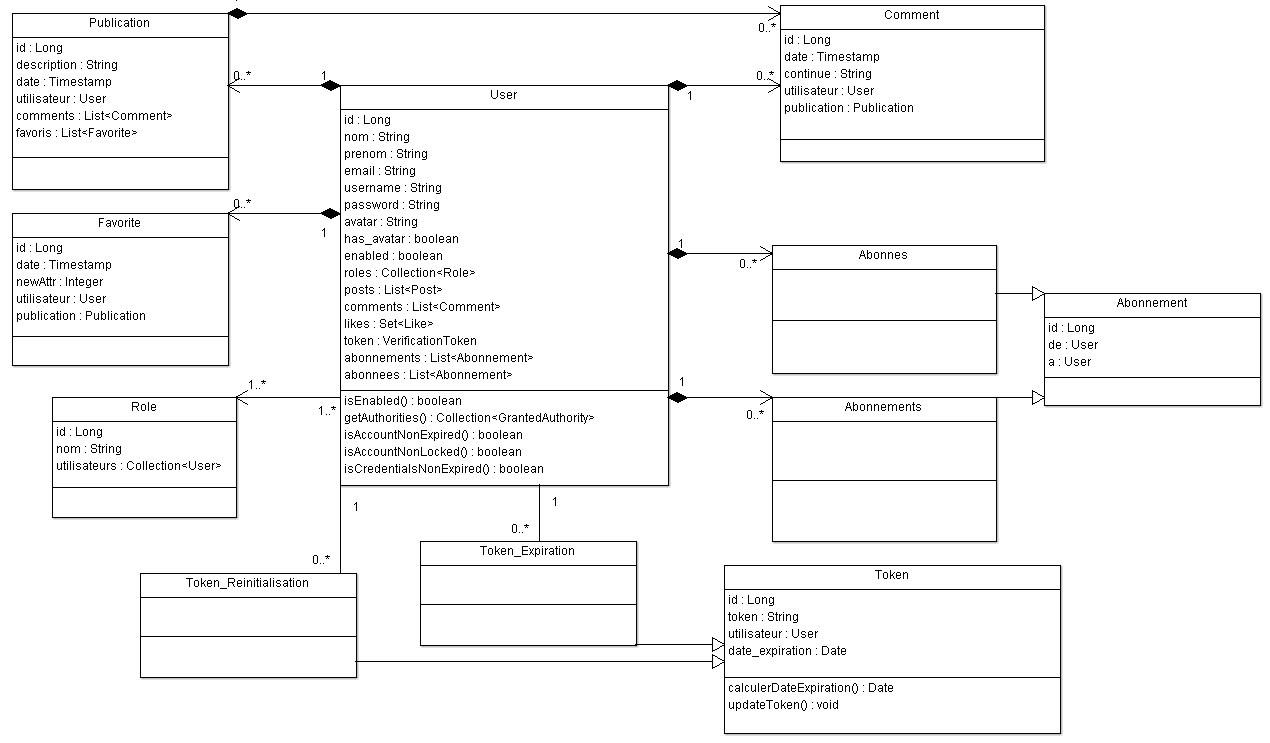 Publication
id : Long
description : String
date : Timestamp
utilisateur : User
comments : List<Comment>
favoris : List<Favorite>
0..*
Comment
id : Long
date : Timestamp
continue : String
utilisateur : User
publication : Publication
0..*
1
0..*
1
User
id : Long
nom : String
prenom : String
email : String
username : String
password : String
avatar : String
has_avatar : boolean
enabled : boolean
roles : Collection<Role>
posts : List<Post>
comments : List<Comment>
likes : Set<Like>
token : VerificationToken
abonnements : List<Abonnement>
abonnees : List<Abonnement>
isEnabled() : boolean
getAuthorities() : Collection<GrantedAuthority>
isAccountNonExpired() : boolean
isAccountNonLocked() : boolean
isCredentialsNonExpired() : boolean
0..*
1
Favorite
id : Long
date : Timestamp
newAttr : Integer
utilisateur : User
publication : Publication
1
0..*
Abonnes
Abonnement
id : Long
de : User
a : User
1..*
1..*
Role
id : Long
nom : String
utilisateurs : Collection<User>
1
0..*
Abonnements
1
0..*
Token_Reinitialisation
1
0..*
Token_Expiration
Token
id : Long
token : String
utilisateur : User
date_expiration : Date
calculerDateExpiration() : Date
updateToken() : void